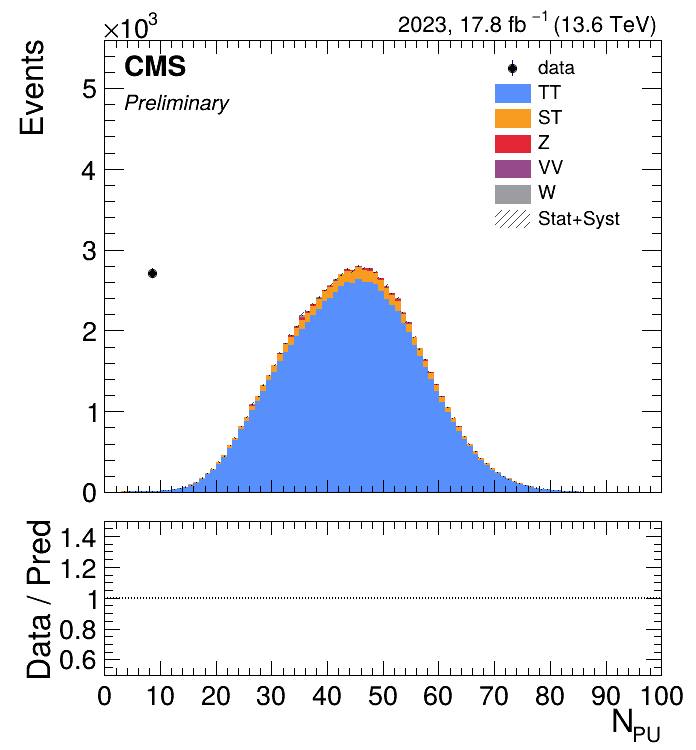 ×10³
2023, 17.8 fb⁻¹ (13.6 TeV)
Events
CMS
Preliminary
data
TT
ST
Z
VV
W
Stat+Syst
5
4
3
2
1
0
Data / Pred
1.4
1.2
1
0.8
0.6
0 10 20 30 40 50 60 70 80 90 100
N_PU